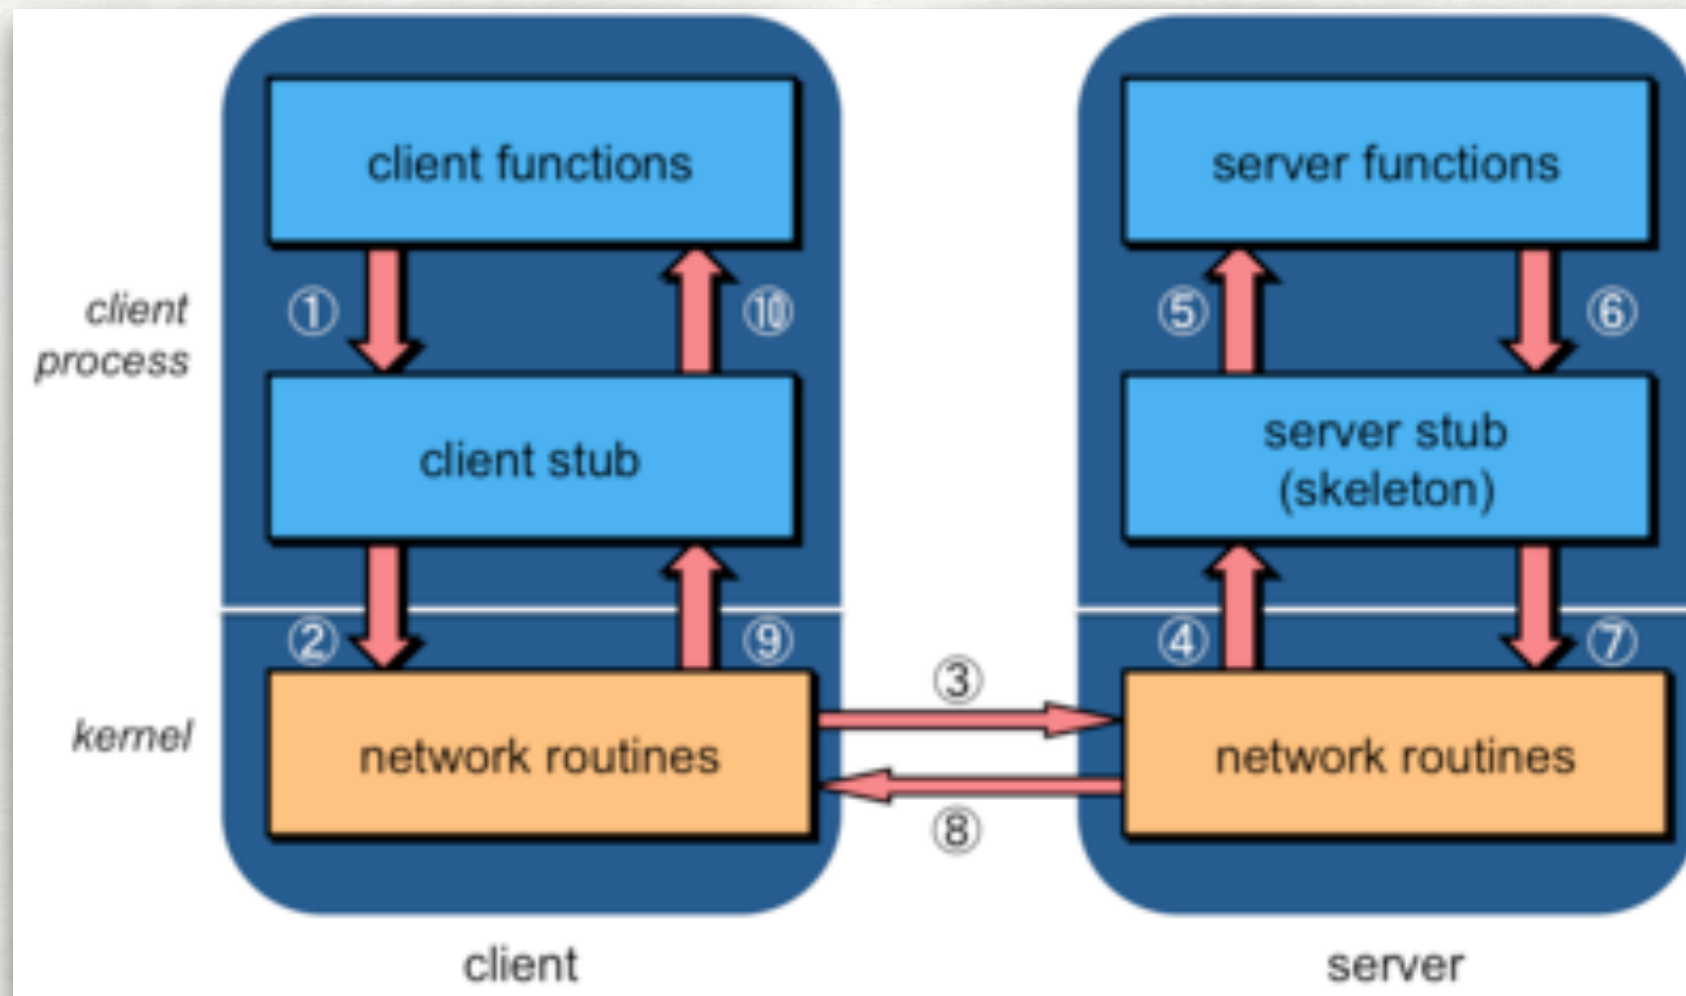 client functions
server functions
client
process
①
⑩
⑤
⑥
client stub
server stub
(skeleton)
②
⑨
④
⑦
③
kernel
network routines
network routines
⑧
client
server